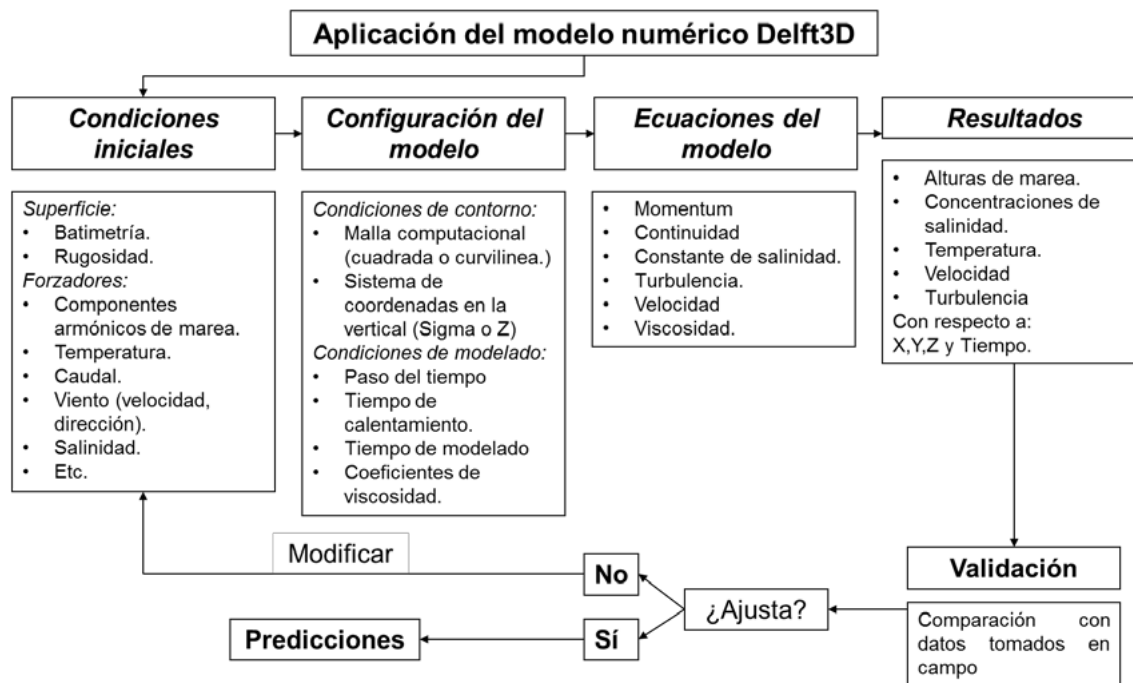 Aplicación del modelo numérico Delft3D
Condiciones
iniciales
Superficie:
• Batimetría.
• Rugosidad.
Forzadores:
• Componentes
armónicos de marea.
• Temperatura.
• Caudal.
• Viento (velocidad,
dirección).
• Salinidad.
• Etc.
Configuración del
modelo
Condiciones de contorno:
• Malla computacional
(cuadrada o curvilinea.)
• Sistema de
coordenadas en la
vertical (Sigma o Z)
Condiciones de modelado:
• Paso del tiempo
• Tiempo de
calentamiento.
• Tiempo de modelado
• Coeficientes de
viscosidad.
Ecuaciones del
modelo
• Momentum
• Continuidad
• Constante de salinidad.
• Turbulencia.
• Velocidad
• Viscosidad.
Resultados
• Alturas de marea.
• Concentraciones de
salinidad.
• Temperatura.
• Velocidad
• Turbulencia
Con respecto a:
X,Y,Z y Tiempo.
Validación
Comparación con
datos tomados en
campo
¿Ajusta?
No
Modificar
Sí
Predicciones